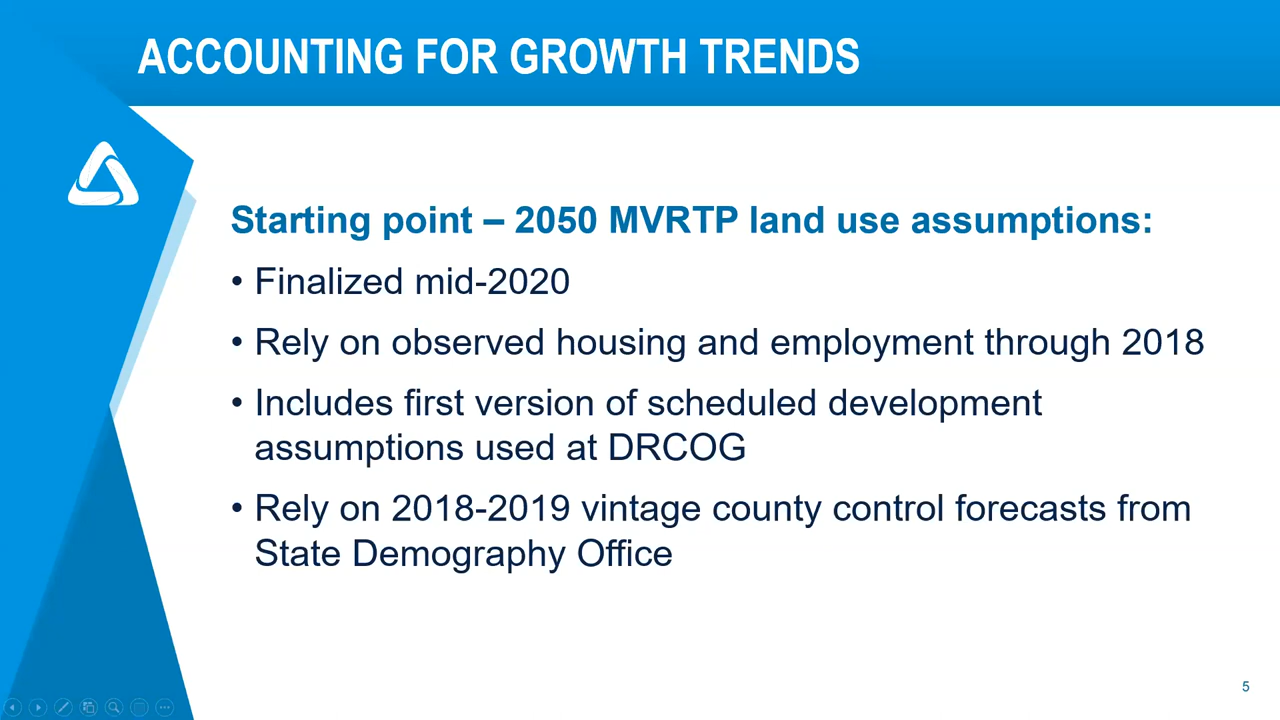 ACCOUNTING FOR GROWTH TRENDS
Starting point – 2050 MVRTP land use assumptions:
• Finalized mid-2020
• Rely on observed housing and employment through 2018
• Includes first version of scheduled development
assumptions used at DRCOG
• Rely on 2018-2019 vintage county control forecasts from
State Demography Office
5